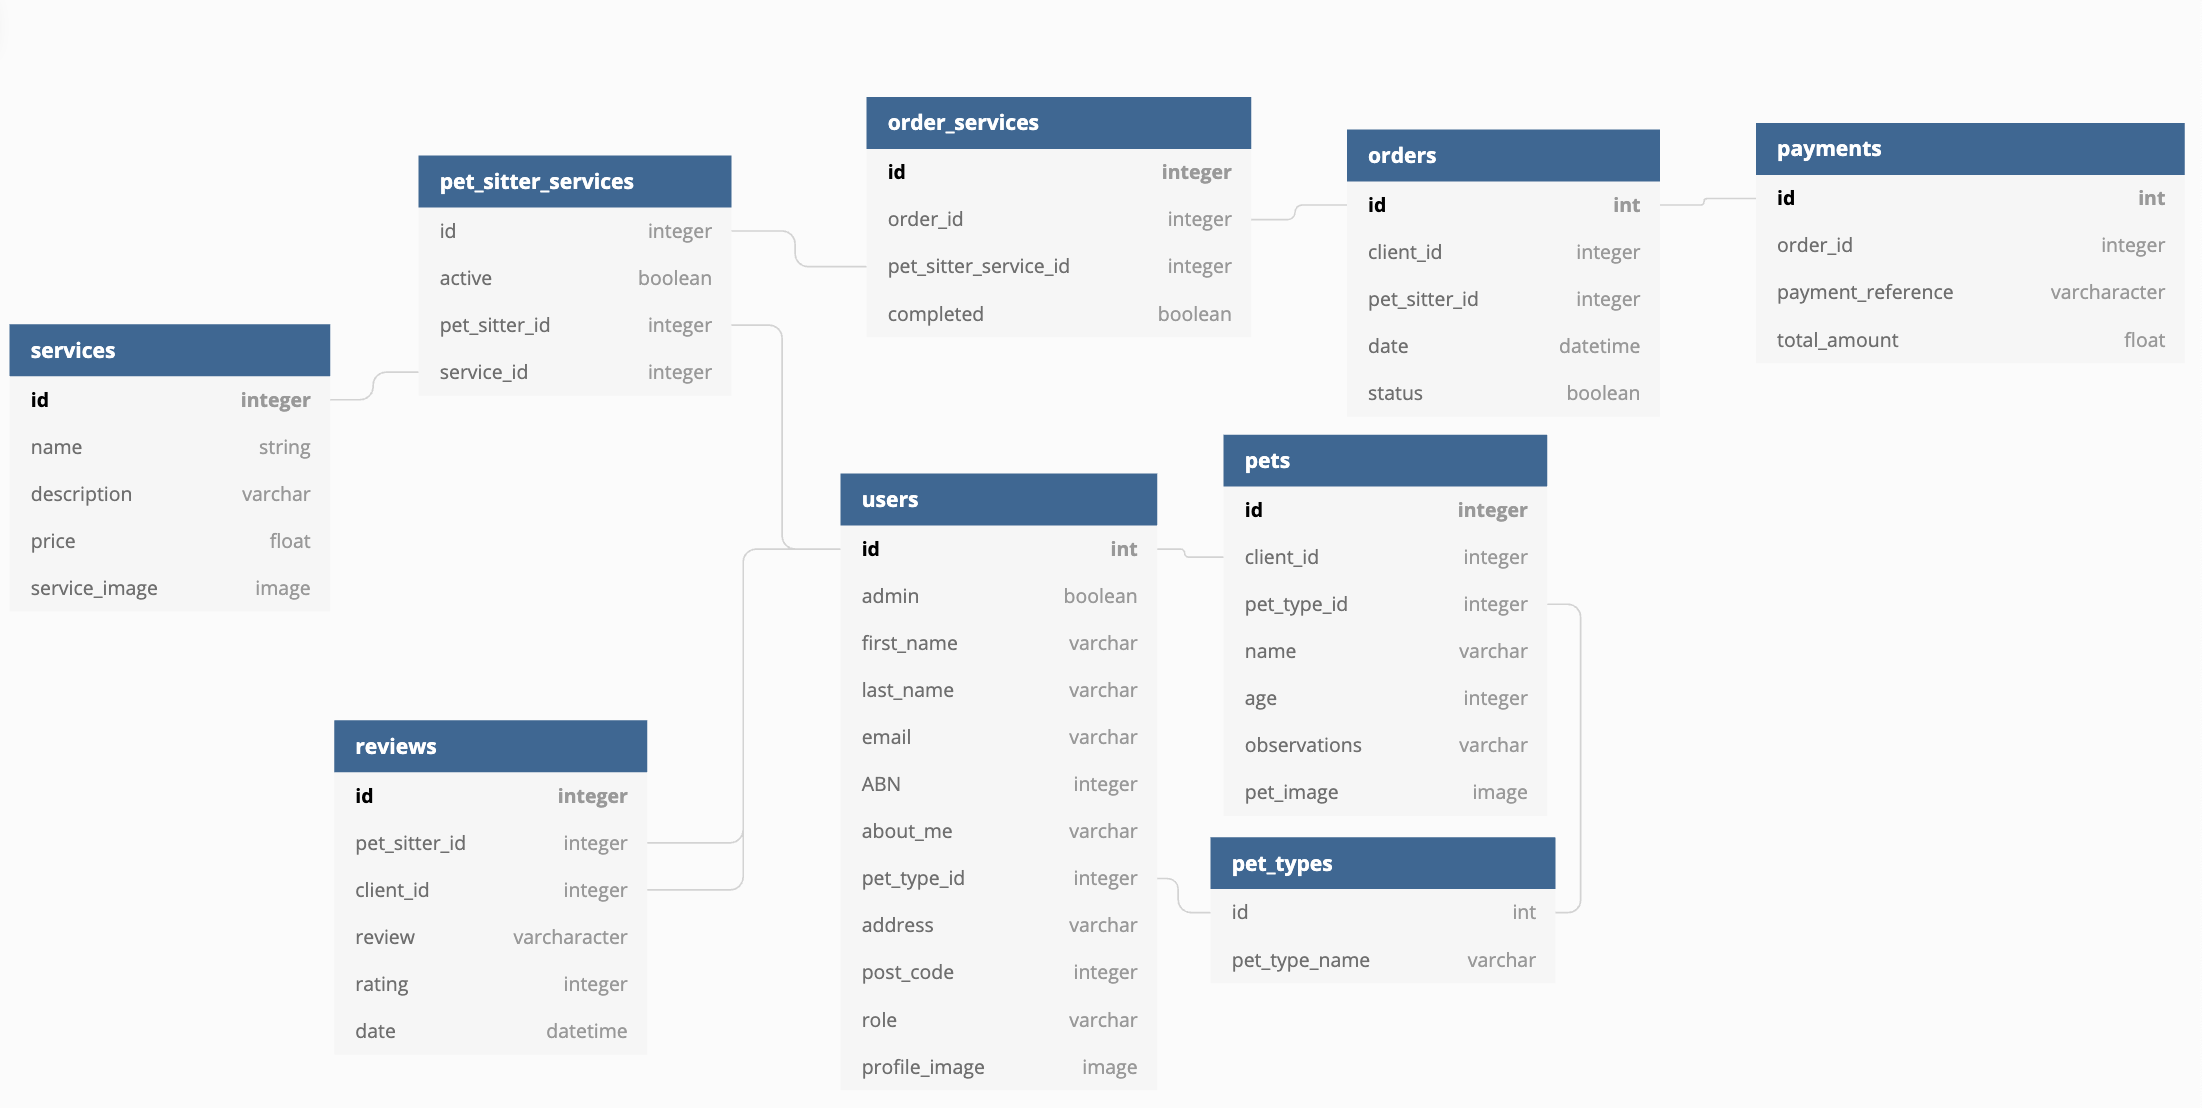 order_services
id integer
order_id integer
pet_sitter_service_id integer
completed boolean
orders
id int
client_id integer
pet_sitter_id integer
date datetime
status boolean
payments
id int
order_id integer
payment_reference varcharacter
total_amount float
pet_sitter_services
id integer
active boolean
pet_sitter_id integer
service_id integer
services
id integer
name string
description varchar
price float
service_image image
users
id int
admin boolean
first_name varchar
last_name varchar
email varchar
ABN integer
about_me varchar
pet_type_id integer
address varchar
post_code integer
role varchar
profile_image image
pets
id integer
client_id integer
pet_type_id integer
name varchar
age integer
observations varchar
pet_image image
reviews
id integer
pet_sitter_id integer
client_id integer
review varcharacter
rating integer
date datetime
pet_types
id int
pet_type_name varchar